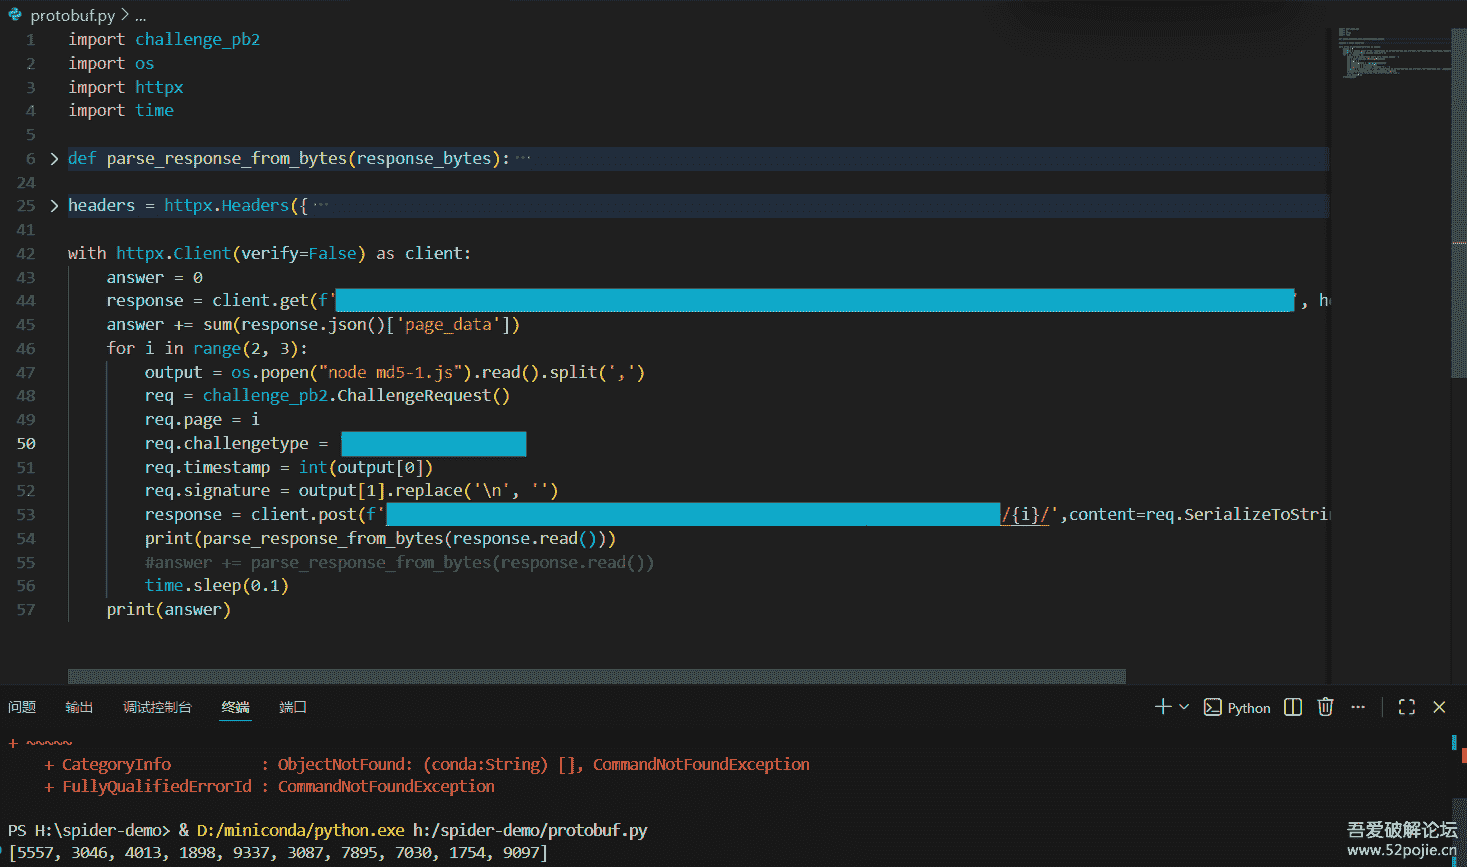 protobuf.py > ...
1 import challenge_pb2
2 import os
3 import httpx
4 import time
5
6 def parse_response_from_bytes(response_bytes): ...
24
25 headers = httpx.Headers({ ...
41
42 with httpx.Client(verify=False) as client:
43 answer = 0
44 response = client.get(f' ', he
45 answer += sum(response.json()['page_data'])
46 for i in range(2, 3):
47 output = os.popen("node md5-1.js").read().split(',')
48 req = challenge_pb2.ChallengeRequest()
49 req.page = i
50 req.challengetype =
51 req.timestamp = int(output[0])
52 req.signature = output[1].replace('\n', '')
53 response = client.post(f' /{i}/',content=req.SerializeToStrin
54 print(parse_response_from_bytes(response.read()))
55 #answer += parse_response_from_bytes(response.read())
56 time.sleep(0.1)
57 print(answer)
问题 输出 调试控制台 终端 端口 Python
+ ~~~~~
+ CategoryInfo : ObjectNotFound: (conda:String) [], CommandNotFoundException
+ FullyQualifiedErrorId : CommandNotFoundException
PS H:\spider-demo> & D:/miniconda/python.exe h:/spider-demo/protobuf.py
[5557, 3046, 4013, 1898, 9337, 3087, 7895, 7030, 1754, 9097]
吾爱破解论坛
www.52pojie.cn